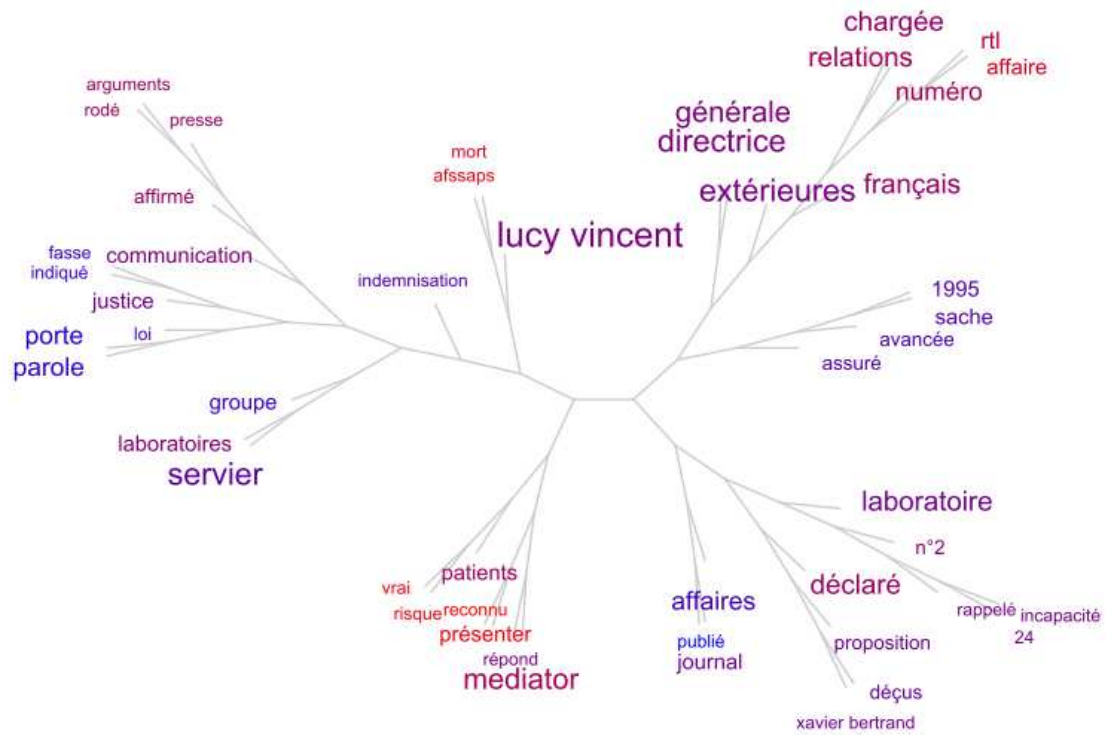 chargée
relations
rtl
affaire
numéro
arguments
rodé
presse
générale
directrice
mort
afssaps
extérieures
français
affirmé
lucy vincent
fasse
indiqué
communication
indemnisation
justice
1995
sache
porte
parole
loi
avancée
assuré
groupe
laboratoires
servier
laboratoire
n°2
vrai
patients
risque
reconnu
présenter
répond
mediator
affaires
publié
journal
déclaré
rappelé
incapacité
24
proposition
déçus
xavier bertrand